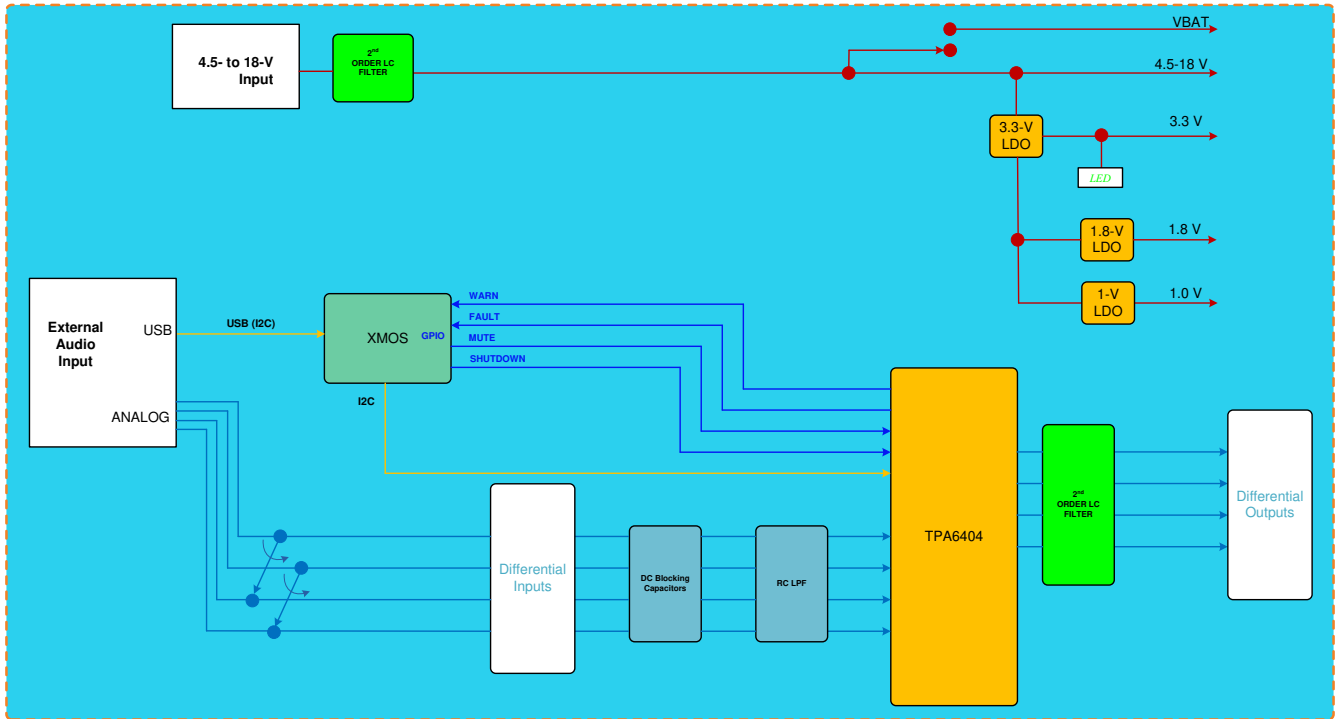 VBAT
4.5- to 18-V
Input
2nd
ORDER LC
FILTER
4.5-18 V
3.3-V
LDO
3.3 V
LED
1.8-V
LDO
1.8 V
1-V
LDO
1.0 V
External
Audio
Input
USB
ANALOG
USB (I2C)
XMOS
GPIO
WARN
FAULT
MUTE
SHUTDOWN
I2C
Differential
Inputs
DC Blocking
Capacitors
RC LPF
TPA6404
2nd
ORDER LC
FILTER
Differential
Outputs